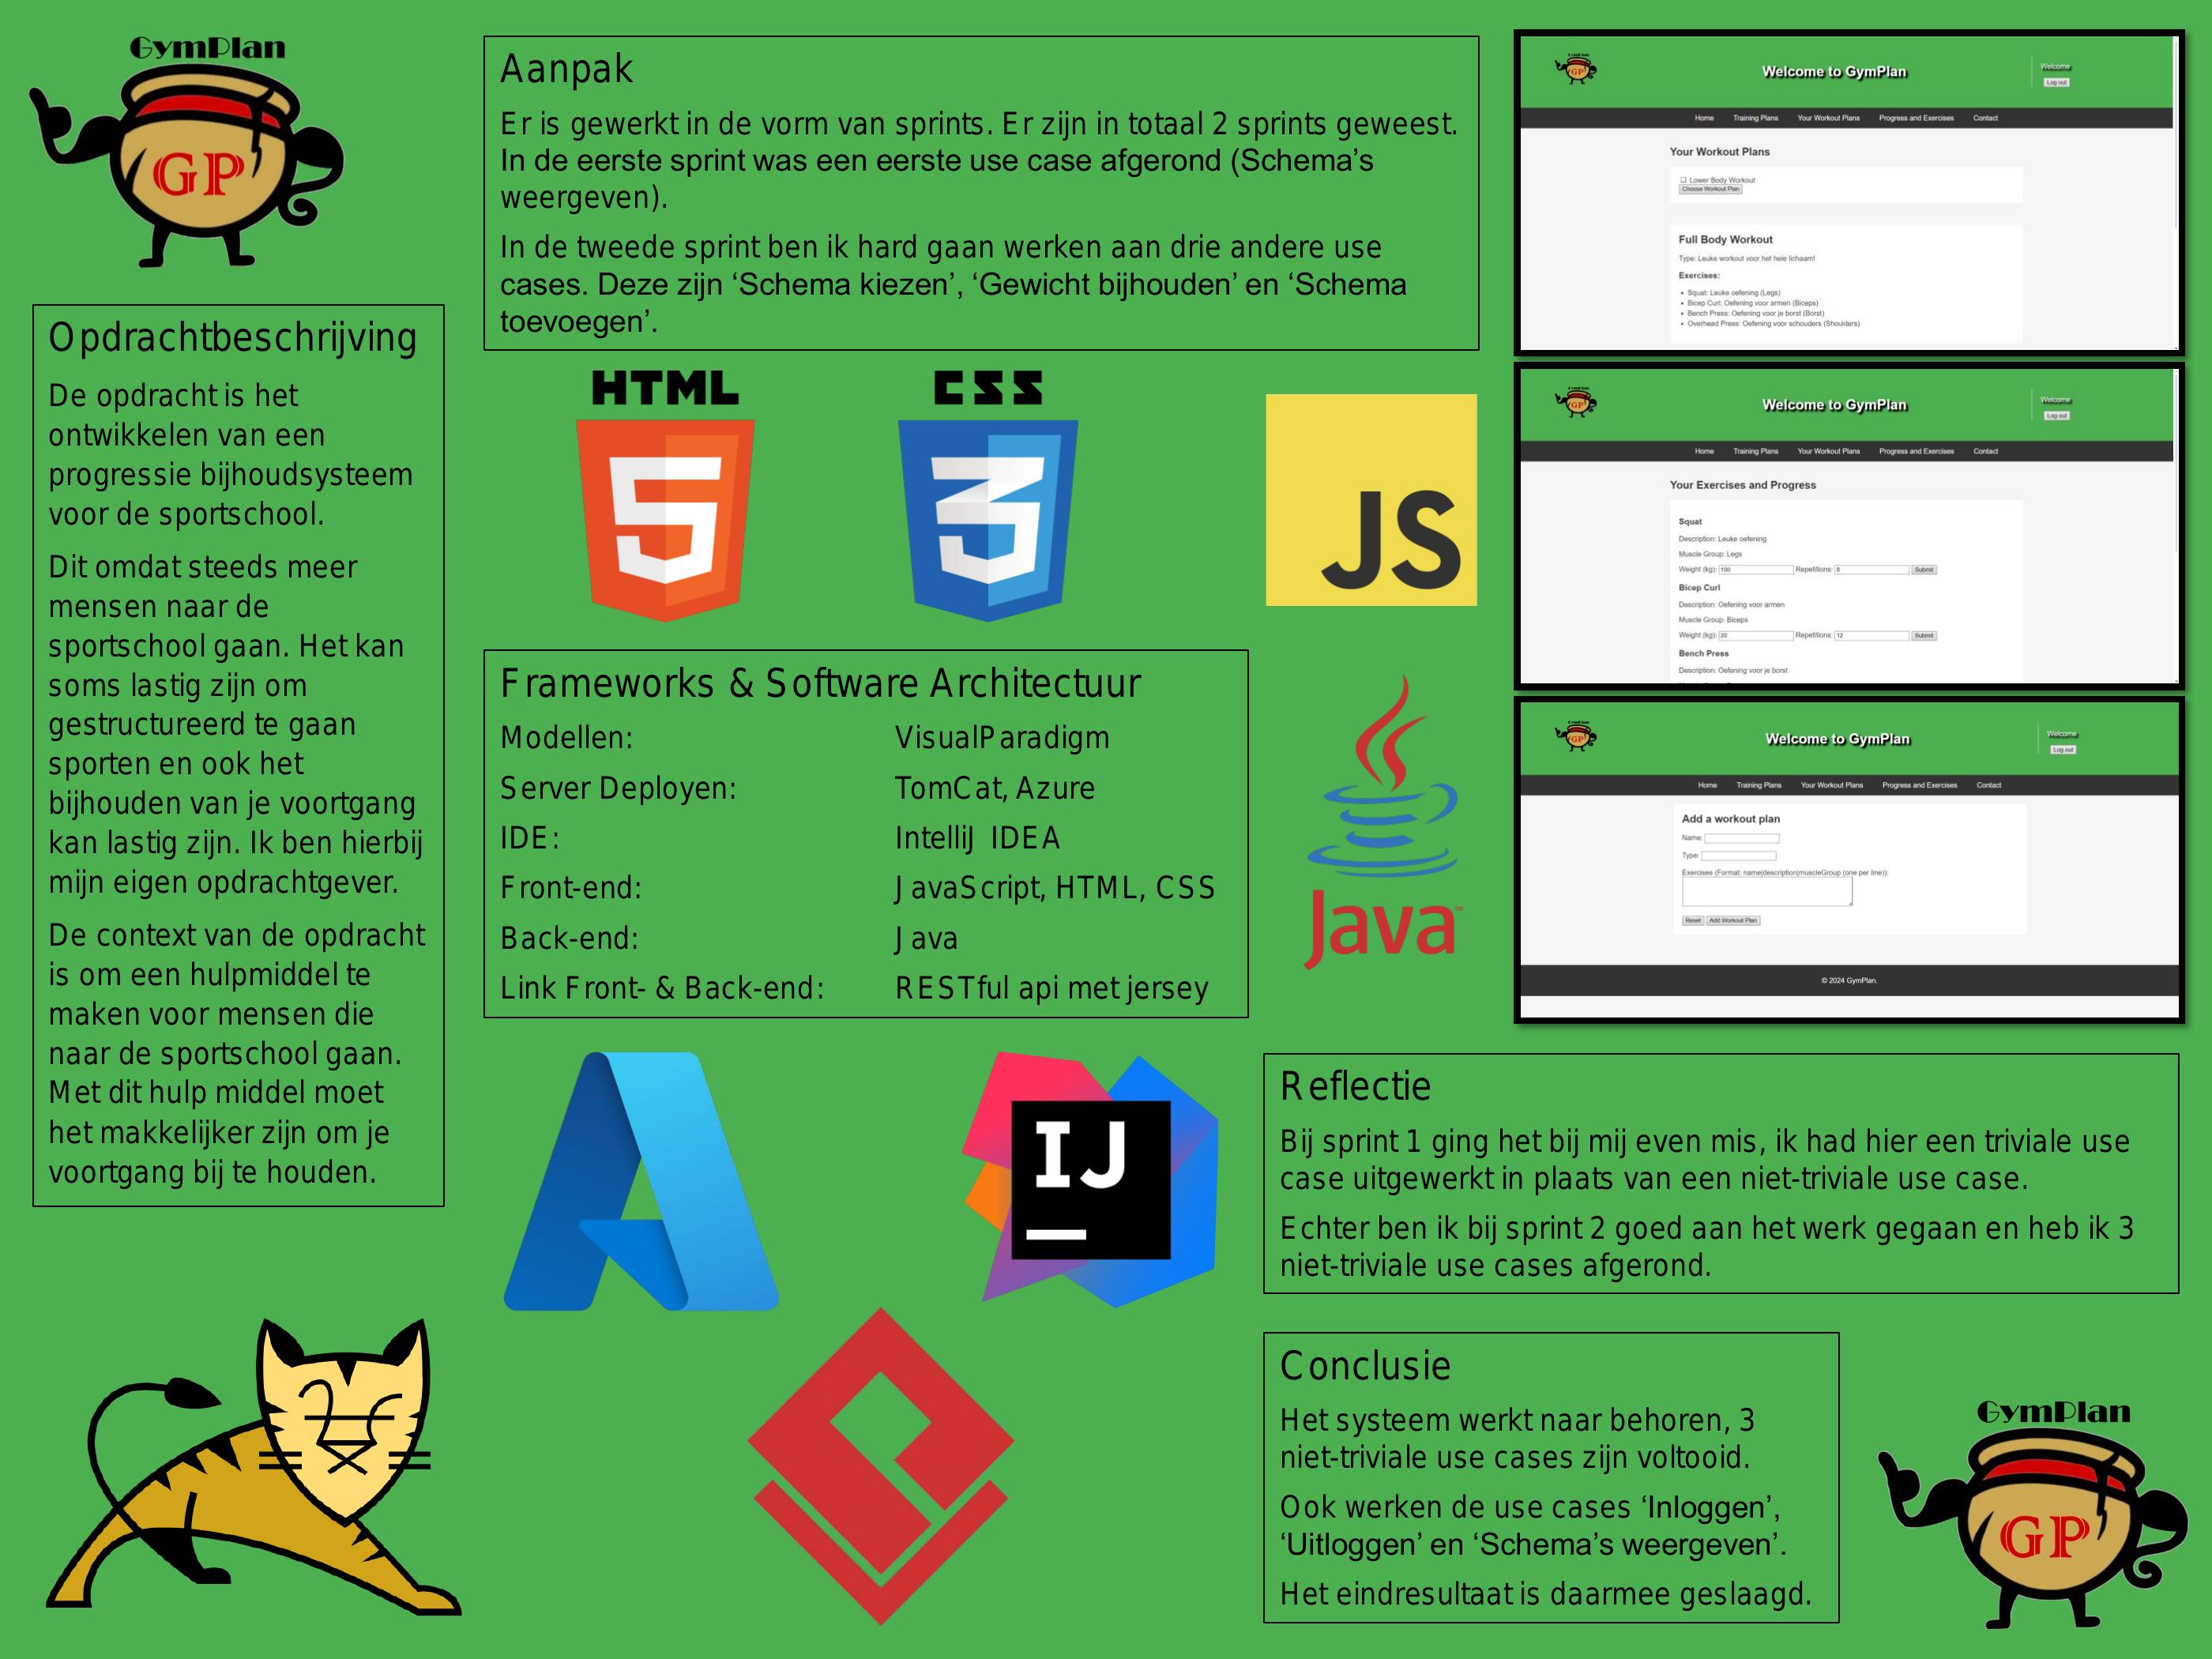 GymPlan
GP
Opdrachtbeschrijving
De opdracht is het
ontwikkelen van een
progressie bijhoudsysteem
voor de sportschool.
Dit omdat steeds meer
mensen naar de
sportschool gaan. Het kan
soms lastig zijn om
gestructureerd te gaan
sporten en ook het
bijhouden van je voortgang
kan lastig zijn. Ik ben hierbij
mijn eigen opdrachtgever.
De context van de opdracht
is om een hulpmiddel te
maken voor mensen die
naar de sportschool gaan.
Met dit hulp middel moet
het makkelijker zijn om je
voortgang bij te houden.
Aanpak
Er is gewerkt in de vorm van sprints. Er zijn in totaal 2 sprints geweest.
In de eerste sprint was een eerste use case afgerond (Schema’s
weergeven).
In de tweede sprint ben ik hard gaan werken aan drie andere use
cases. Deze zijn ‘Schema kiezen’, ‘Gewicht bijhouden’ en ‘Schema
toevoegen’.
HTML
5
CSS
3
JS
Frameworks & Software Architectuur
Modellen: VisualParadigm
Server Deployen: TomCat, Azure
IDE: IntelliJ IDEA
Front-end: JavaScript, HTML, CSS
Back-end: Java
Link Front- & Back-end: RESTful api met jersey
Java™
IJ
GP
Welcome to GymPlan
Welcome
Log out
Home Training Plans Your Workout Plans Progress and Exercises Contact
Your Workout Plans
Lower Body Workout
Choose Workout Plan
Full Body Workout
Type: Leuke workout voor het hele lichaam!
Exercises:
• Squat: Leuke oefening (Legs)
• Bicep Curl: Oefening voor armen (Biceps)
• Bench Press: Oefening voor je borst (Borst)
• Overhead Press: Oefening voor schouders (Shoulders)
GP
Welcome to GymPlan
Welcome
Log out
Home Training Plans Your Workout Plans Progress and Exercises Contact
Your Exercises and Progress
Squat
Description: Leuke oefening
Muscle Group: Legs
Weight (kg): 100 Repetitions: 8 Submit
Bicep Curl
Description: Oefening voor armen
Muscle Group: Biceps
Weight (kg): 20 Repetitions: 12 Submit
Bench Press
Description: Oefening voor je borst
GP
Welcome to GymPlan
Welcome
Log out
Home Training Plans Your Workout Plans Progress and Exercises Contact
Add a workout plan
Name:
Type:
Exercises (Format: name|description|muscleGroup (one per line)):
Reset Add Workout Plan
© 2024 GymPlan.
Reflectie
Bij sprint 1 ging het bij mij even mis, ik had hier een triviale use
case uitgewerkt in plaats van een niet-triviale use case.
Echter ben ik bij sprint 2 goed aan het werk gegaan en heb ik 3
niet-triviale use cases afgerond.
Conclusie
Het systeem werkt naar behoren, 3
niet-triviale use cases zijn voltooid.
Ook werken de use cases ‘Inloggen’,
‘Uitloggen’ en ‘Schema’s weergeven’.
Het eindresultaat is daarmee geslaagd.
GymPlan
GP